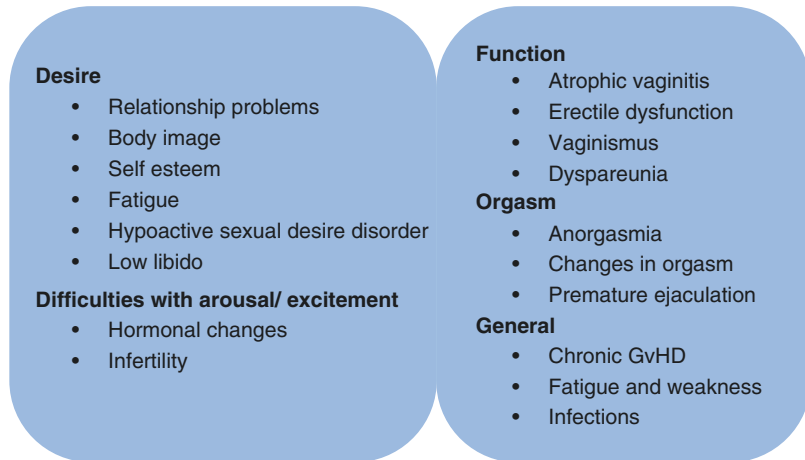 Desire
• Relationship problems
• Body image
• Self esteem
• Fatigue
• Hypoactive sexual desire disorder
• Low libido
Difficulties with arousal/ excitement
• Hormonal changes
• Infertility
Function
• Atrophic vaginitis
• Erectile dysfunction
• Vaginismus
• Dyspareunia
Orgasm
• Anorgasmia
• Changes in orgasm
• Premature ejaculation
General
• Chronic GvHD
• Fatigue and weakness
• Infections